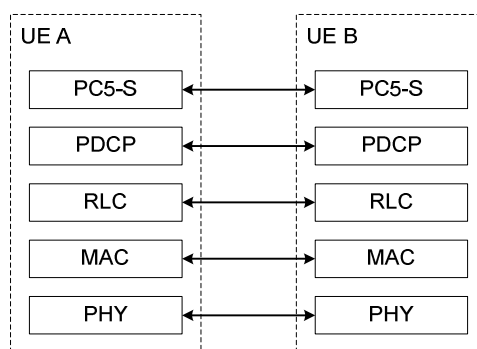 UE A UE B
PC5-S PC5-S
PDCP PDCP
RLC RLC
MAC MAC
PHY PHY